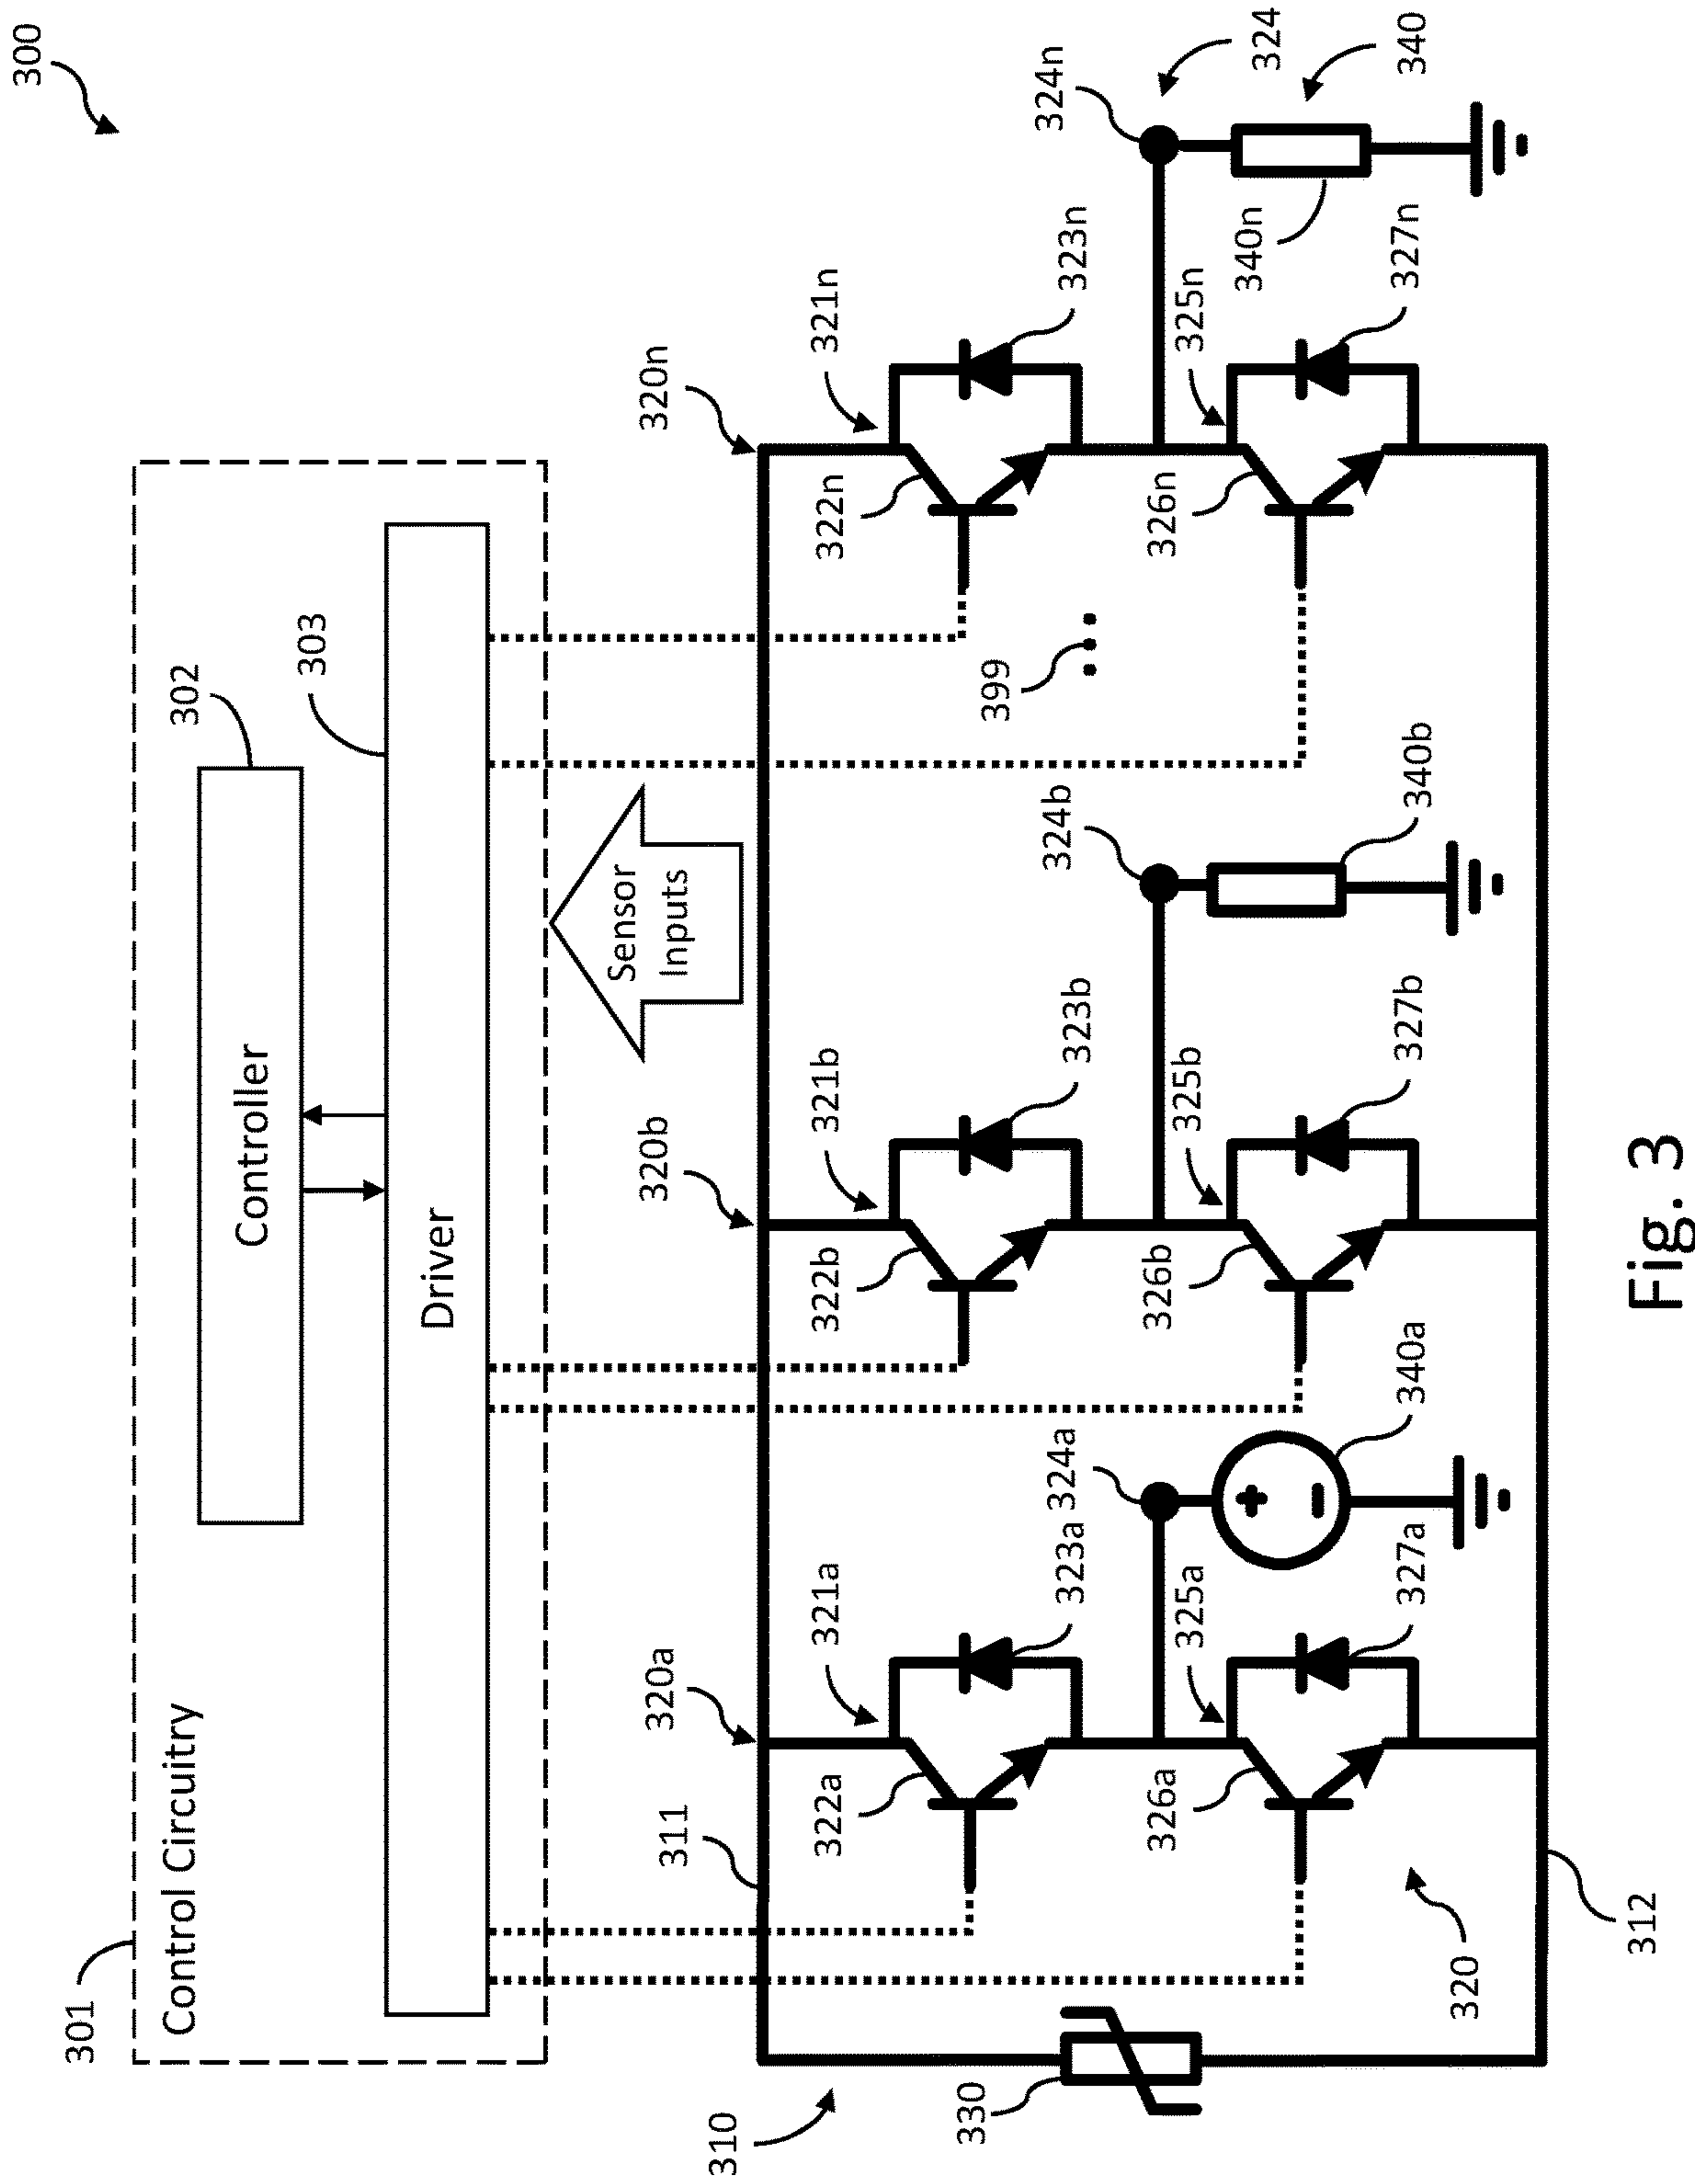 300
301
Control Circuitry
302
Controller
303
Driver
Sensor
Inputs
310
311
320a
320b
320n
321a
321b
321n
322a
322b
322n
323a
323b
323n
330
399
324a
324b
324n
324
325a
325b
325n
326a
326b
326n
327a
327b
327n
340a
340b
340n
340
320
312
Fig. 3